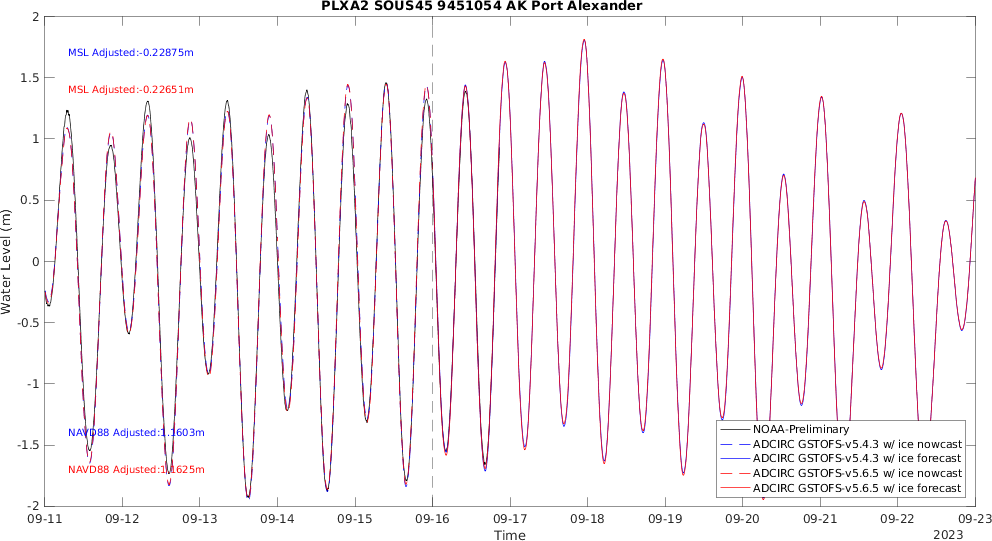 PLXA2 SOUS45 9451054 AK Port Alexander
2
1.5
1
0.5
0
-0.5
-1
-1.5
-2
Water Level (m)
MSL Adjusted:-0.22875m
MSL Adjusted:-0.22651m
NAVD88 Adjusted:1.1603m
NAVD88 Adjusted:1.1625m
NOAA-Preliminary
ADCIRC GSTOFS-v5.4.3 w/ ice nowcast
ADCIRC GSTOFS-v5.4.3 w/ ice forecast
ADCIRC GSTOFS-v5.6.5 w/ ice nowcast
ADCIRC GSTOFS-v5.6.5 w/ ice forecast
09-11 09-12 09-13 09-14 09-15 09-16 09-17 09-18 09-19 09-20 09-21 09-22 09-23
Time
2023